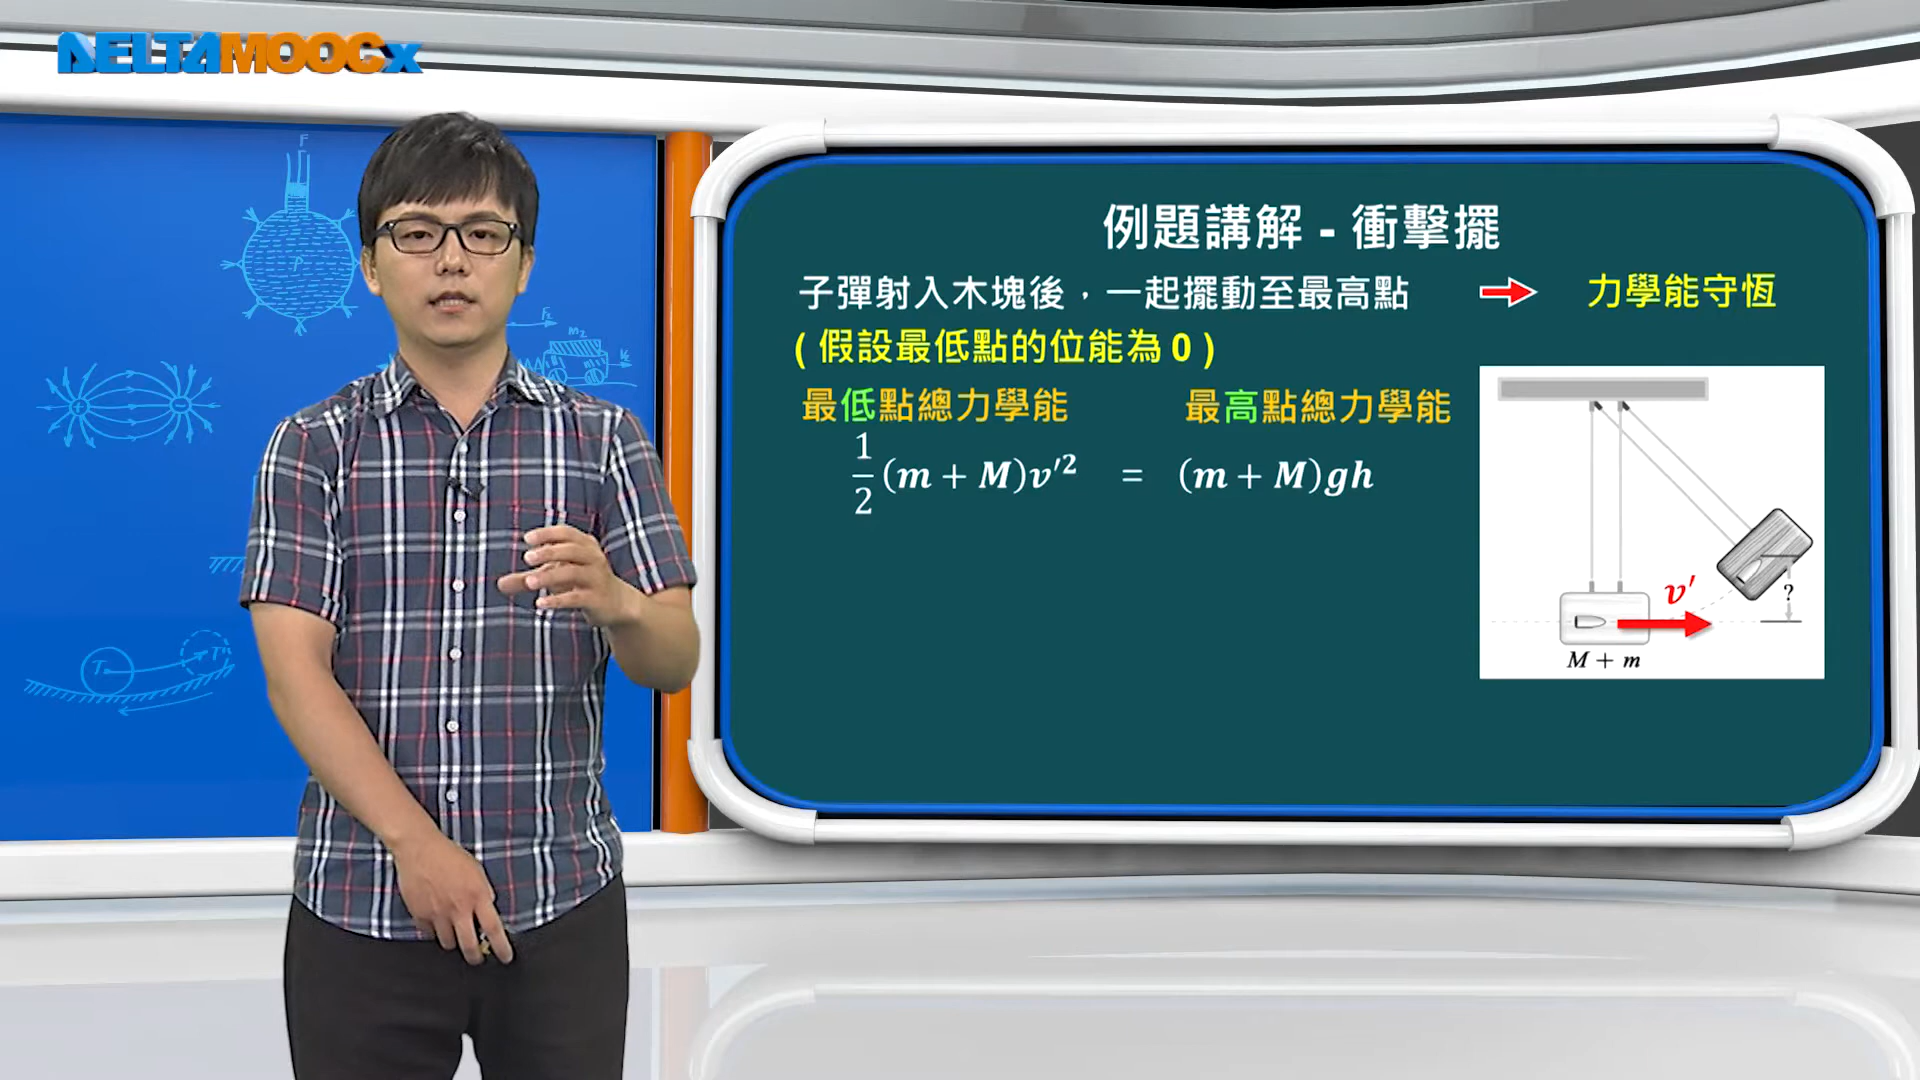 DELTAMOOCx
例題講解 - 衝擊擺
子彈射入木塊後，一起擺動至最高點 → 力學能守恆
( 假設最低點的位能為 0 )
最低點總力學能 最高點總力學能
1/2 (m + M)v′² = (m + M)gh
v′
?
M + m
F
P
F₂
m₂
T
T'